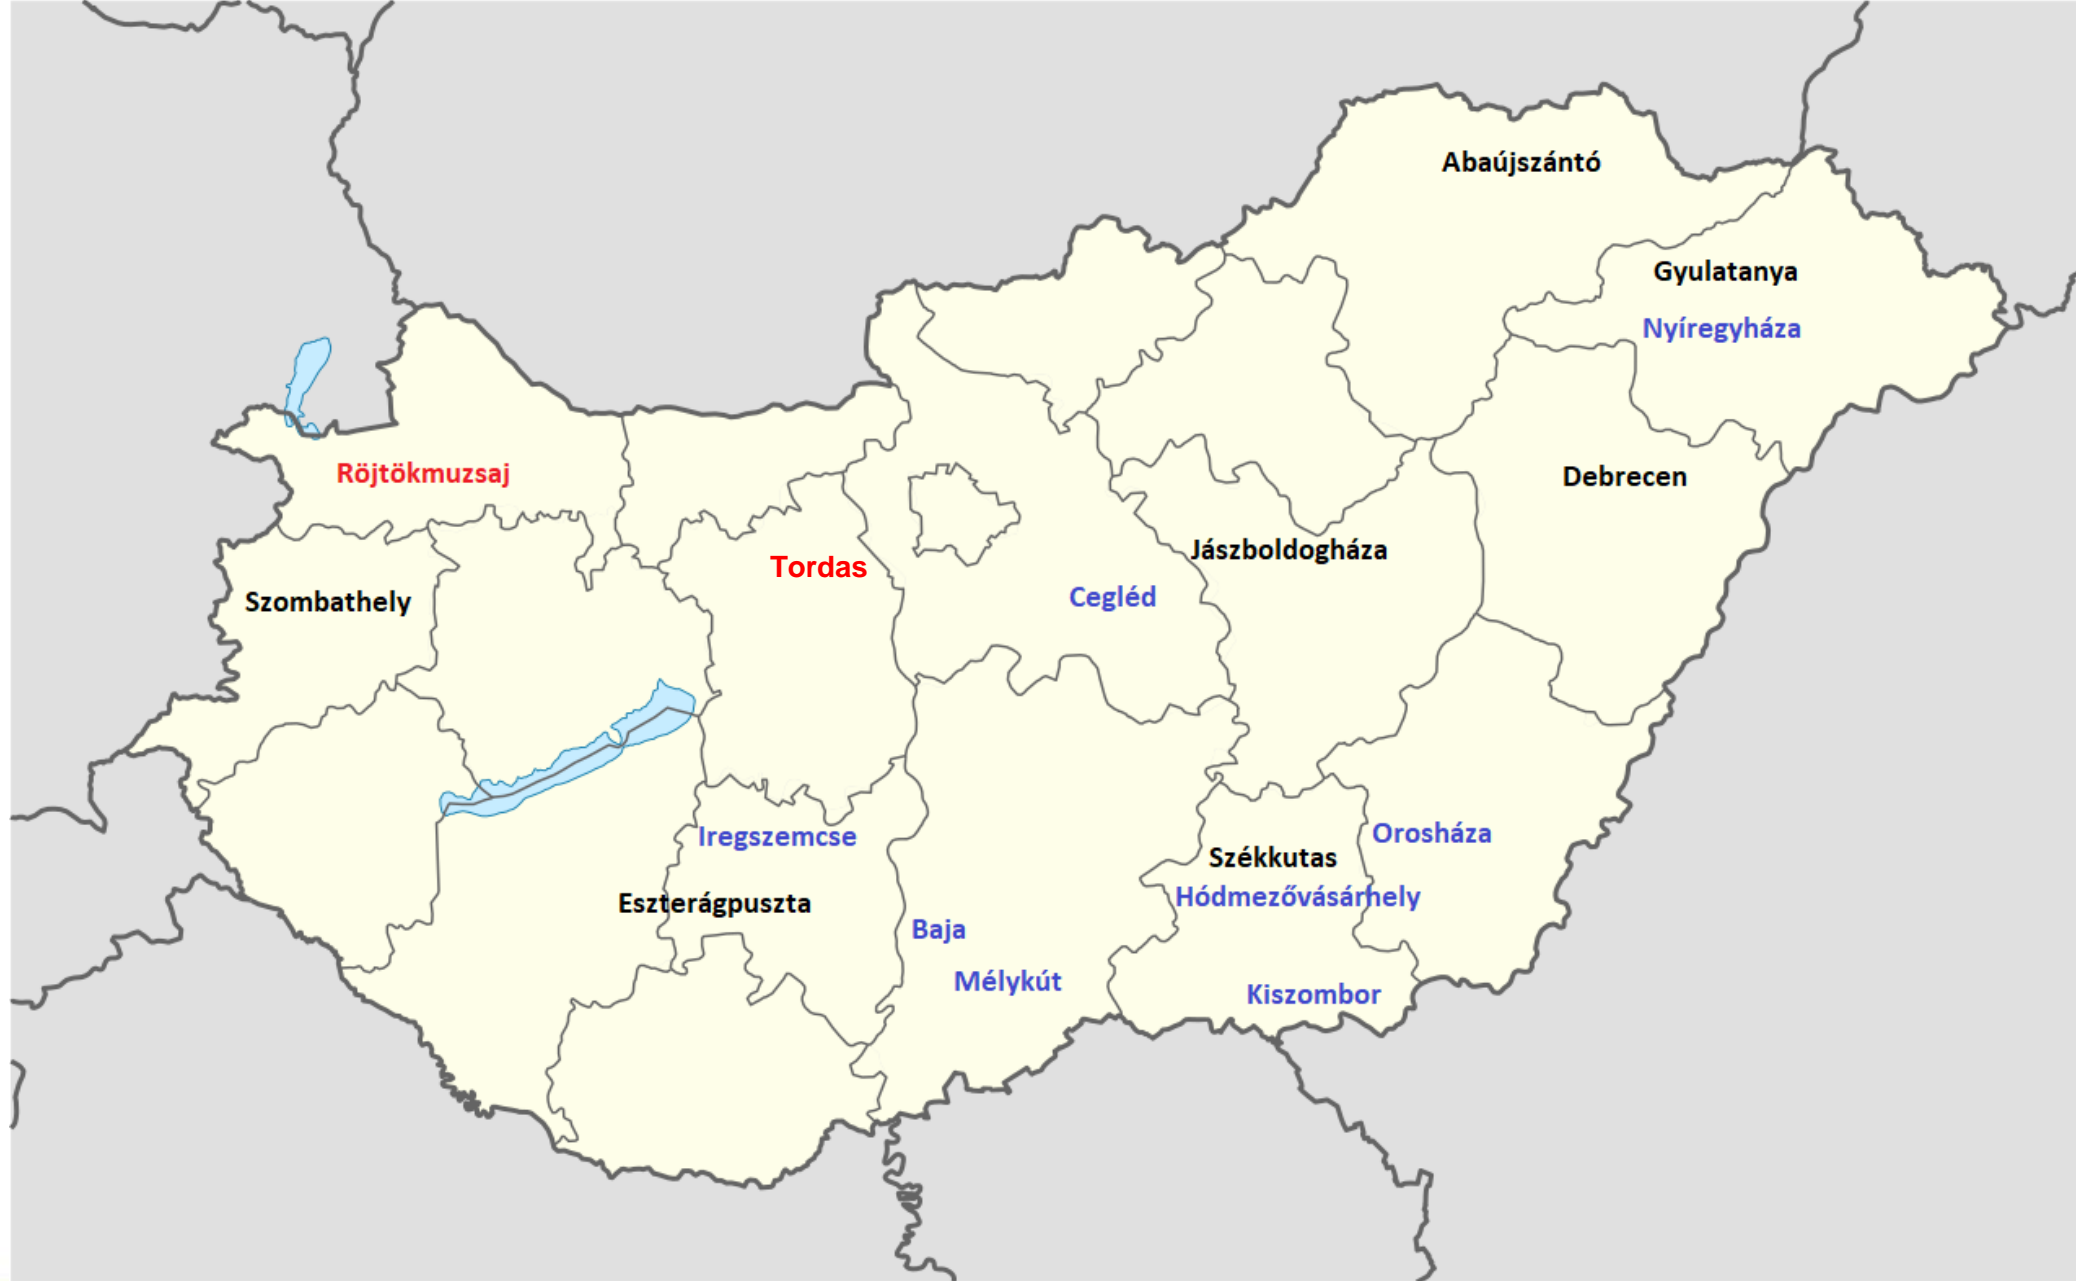 Abaújszántó
Gyulatanya
Nyíregyháza
Röjtökmuzsaj
Debrecen
Jászboldogháza
Tordas
Cegléd
Szombathely
Iregszemcse
Orosháza
Székkutas
Hódmezővásárhely
Eszterágpuszta
Baja
Mélykút
Kiszombor